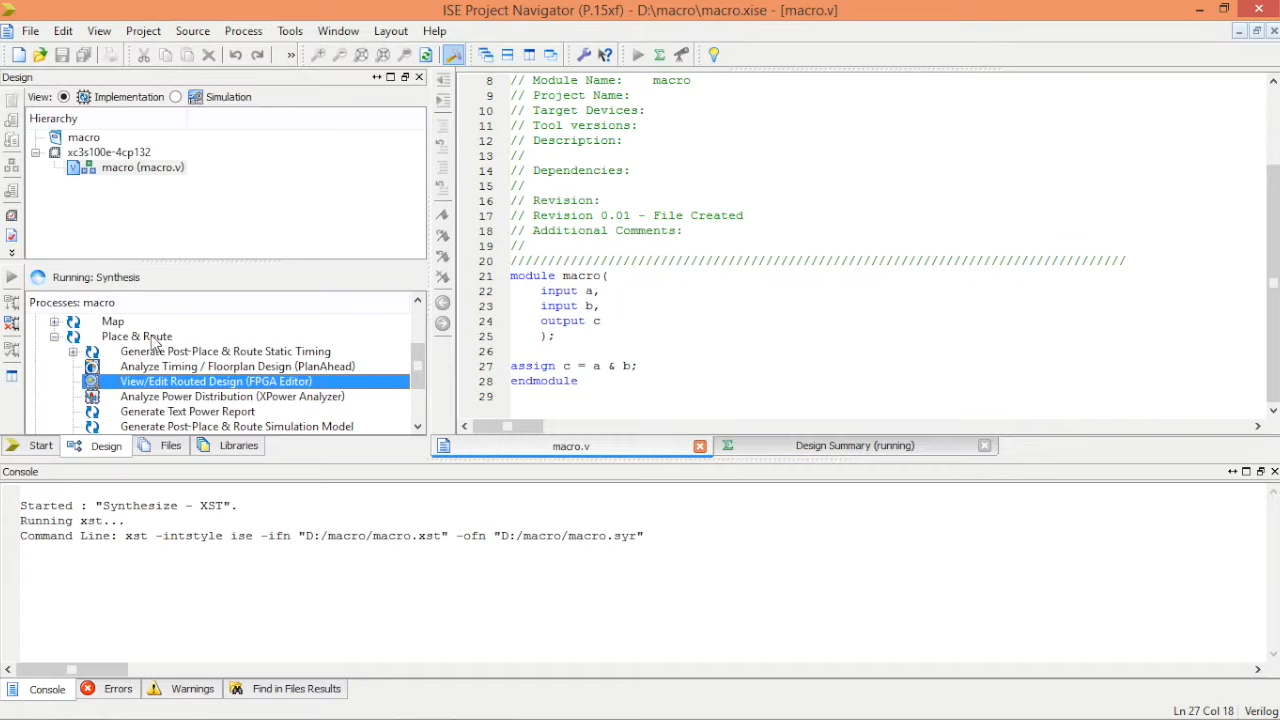 ISE Project Navigator (P.15xf) - D:\macro\macro.xise - [macro.v]
File Edit View Project Source Process Tools Window Layout Help
Design
View: Implementation Simulation
Hierarchy
macro
xc3s100e-4cp132
macro (macro.v)
Running: Synthesis
Processes: macro
Map
Place & Route
Generate Post-Place & Route Static Timing
Analyze Timing / Floorplan Design (PlanAhead)
View/Edit Routed Design (FPGA Editor)
Analyze Power Distribution (XPower Analyzer)
Generate Text Power Report
Generate Post-Place & Route Simulation Model
Start Design Files Libraries
8 // Module Name: macro
9 // Project Name:
10 // Target Devices:
11 // Tool versions:
12 // Description:
13 //
14 // Dependencies:
15 //
16 // Revision:
17 // Revision 0.01 - File Created
18 // Additional Comments:
19 //
20 //////////////////////////////////////////////////////////////////////////////////
21 module macro(
22 input a,
23 input b,
24 output c
25 );
26
27 assign c = a & b;
28 endmodule
29
macro.v Design Summary (running)
Console
Started : "Synthesize - XST".
Running xst...
Command Line: xst -intstyle ise -ifn "D:/macro/macro.xst" -ofn "D:/macro/macro.syr"
Console Errors Warnings Find in Files Results
Ln 27 Col 18 Verilog